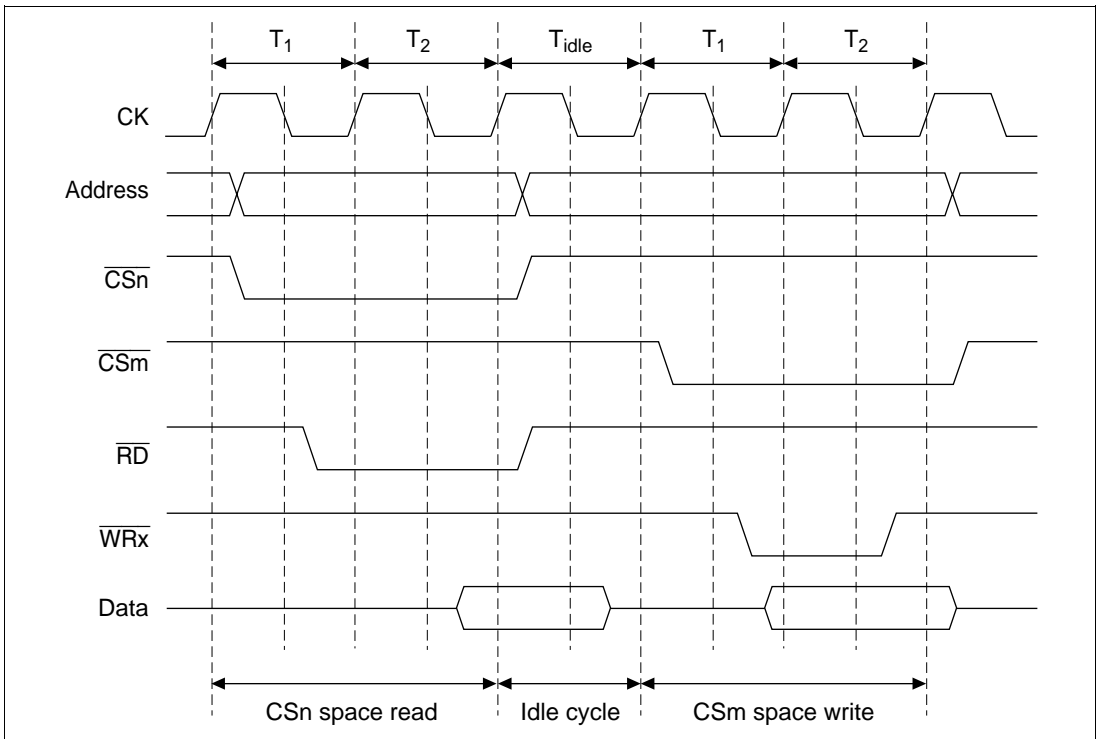 T1 T2 Tidle T1 T2
CK
Address
CSn
CSm
RD
WRx
Data
CSn space read Idle cycle CSm space write